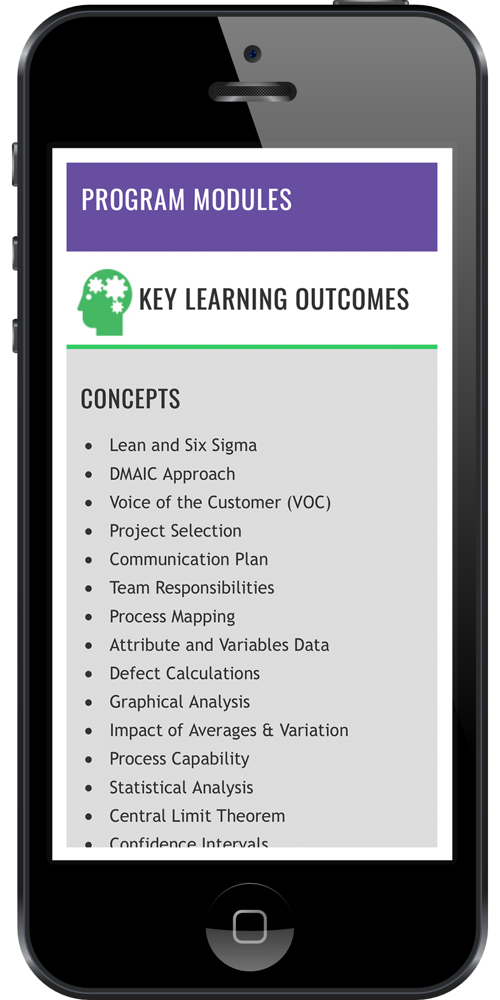 PROGRAM MODULES
KEY LEARNING OUTCOMES
CONCEPTS
• Lean and Six Sigma
• DMAIC Approach
• Voice of the Customer (VOC)
• Project Selection
• Communication Plan
• Team Responsibilities
• Process Mapping
• Attribute and Variables Data
• Defect Calculations
• Graphical Analysis
• Impact of Averages & Variation
• Process Capability
• Statistical Analysis
• Central Limit Theorem
• Confidence Intervals